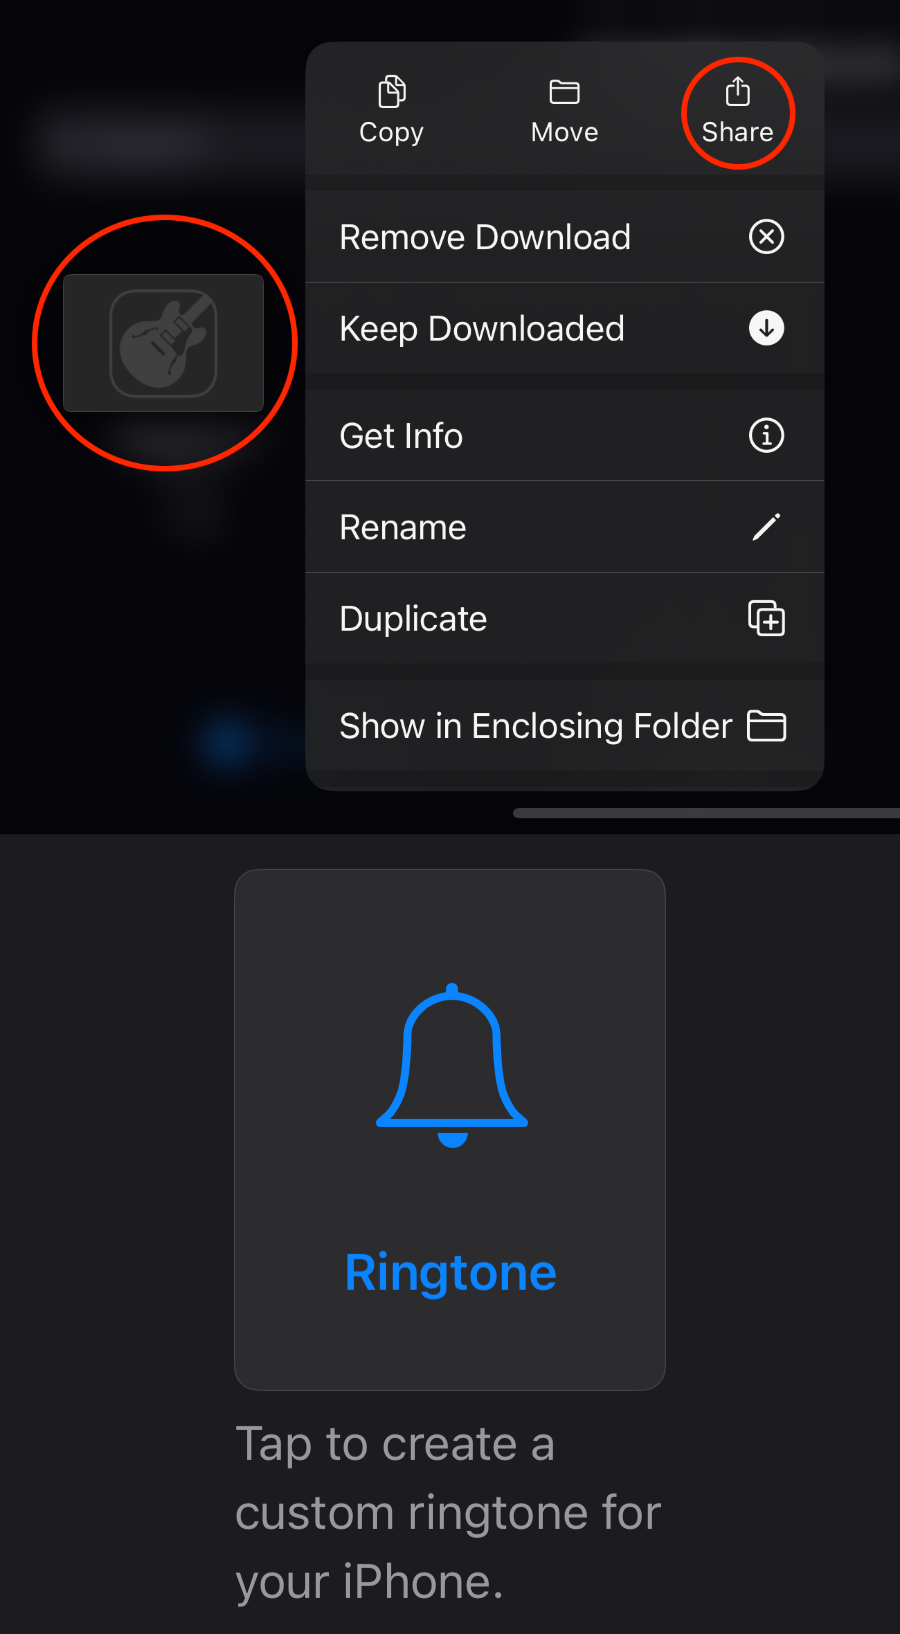 Copy
Move
Share
Remove Download
Keep Downloaded
Get Info
Rename
Duplicate
Show in Enclosing Folder
Ringtone
Tap to create a
custom ringtone for
your iPhone.